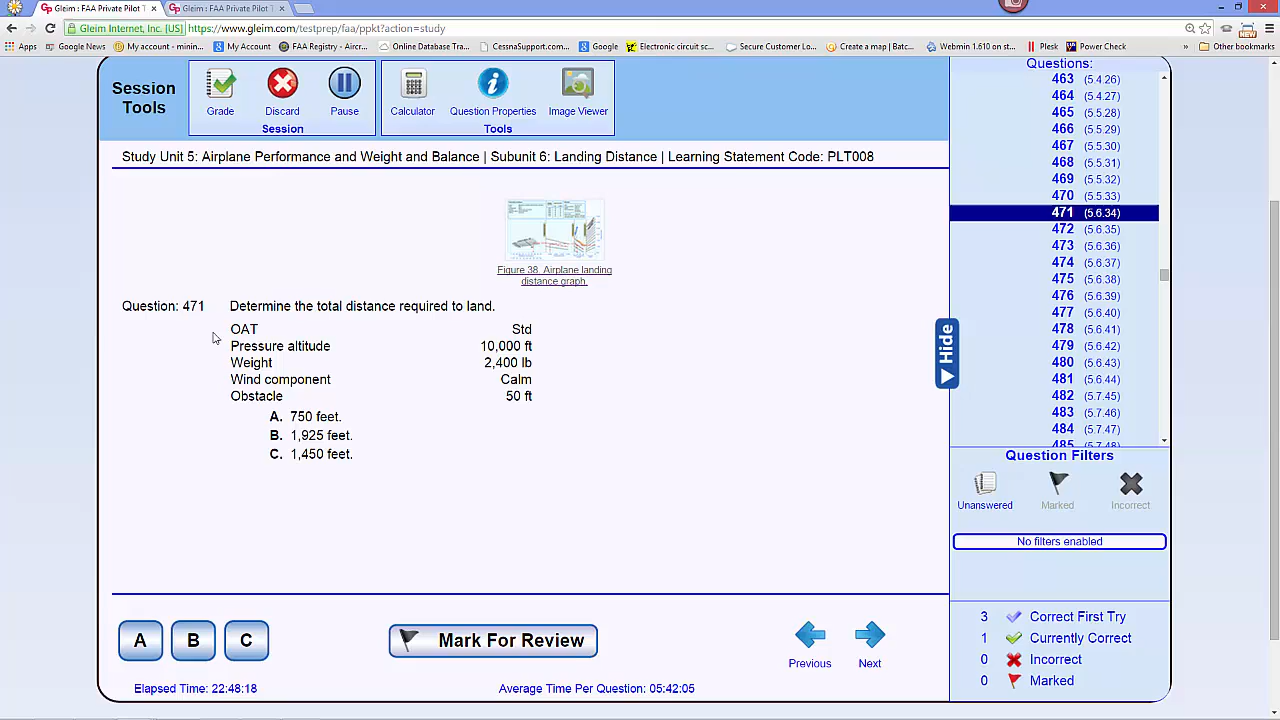 Gleim : FAA Private Pilot T
Gleim : FAA Private Pilot T
Gleim Internet, Inc. [US]
https://www.gleim.com/testprep/faa/ppkt?action=study
Apps
Google News
My account - minin...
My Account
FAA Registry - Aircr...
Online Database Tra...
CessnaSupport.com...
Google
Electronic circuit sc...
Secure Customer Lo...
Create a map | Batc...
Webmin 1.610 on st...
Plesk
Power Check
»
Other bookmarks
Session
Tools
Grade
Discard
Pause
Session
Calculator
Question Properties
Image Viewer
Tools
Study Unit 5: Airplane Performance and Weight and Balance | Subunit 6: Landing Distance | Learning Statement Code: PLT008
Figure 38. Airplane landing
distance graph.
Question: 471 Determine the total distance required to land.
OAT Std
Pressure altitude 10,000 ft
Weight 2,400 lb
Wind component Calm
Obstacle 50 ft
A. 750 feet.
B. 1,925 feet.
C. 1,450 feet.
A
B
C
Mark For Review
Previous
Next
Elapsed Time: 22:48:18
Average Time Per Question: 05:42:05
Hide
Questions:
463 (5.4.26)
464 (5.4.27)
465 (5.5.28)
466 (5.5.29)
467 (5.5.30)
468 (5.5.31)
469 (5.5.32)
470 (5.5.33)
471 (5.6.34)
472 (5.6.35)
473 (5.6.36)
474 (5.6.37)
475 (5.6.38)
476 (5.6.39)
477 (5.6.40)
478 (5.6.41)
479 (5.6.42)
480 (5.6.43)
481 (5.6.44)
482 (5.7.45)
483 (5.7.46)
484 (5.7.47)
485 (5.7.48)
Question Filters
Unanswered
Marked
Incorrect
No filters enabled
3 Correct First Try
1 Currently Correct
0 Incorrect
0 Marked